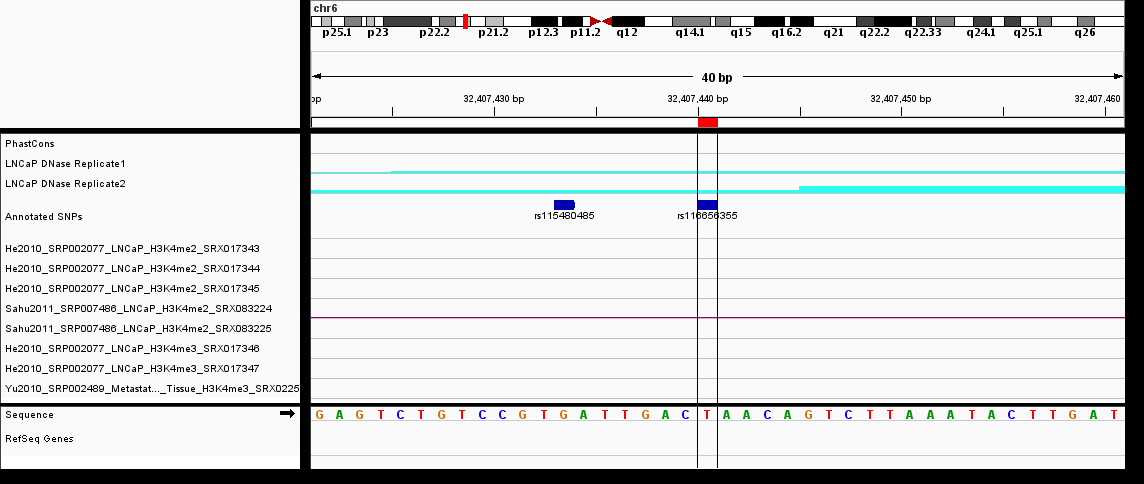 chr6
p25.1 p23 p22.2 p21.2 p12.3 p11.2 q12 q14.1 q15 q16.2 q21 q22.2 q22.33 q24.1 q25.1 q26
40 bp
bp 32,407,430 bp 32,407,440 bp 32,407,450 bp 32,407,460
PhastCons
LNCaP DNase Replicate1
LNCaP DNase Replicate2
Annotated SNPs
rs115480485 rs116656355
He2010_SRP002077_LNCaP_H3K4me2_SRX017343
He2010_SRP002077_LNCaP_H3K4me2_SRX017344
He2010_SRP002077_LNCaP_H3K4me2_SRX017345
Sahu2011_SRP007486_LNCaP_H3K4me2_SRX083224
Sahu2011_SRP007486_LNCaP_H3K4me2_SRX083225
He2010_SRP002077_LNCaP_H3K4me3_SRX017346
He2010_SRP002077_LNCaP_H3K4me3_SRX017347
Yu2010_SRP002489_Metastat..._Tissue_H3K4me3_SRX0225
Sequence G A G T C T G T C C G T G A T T G A C T A A C A G T C T T A A A T A C T T G A T
RefSeq Genes